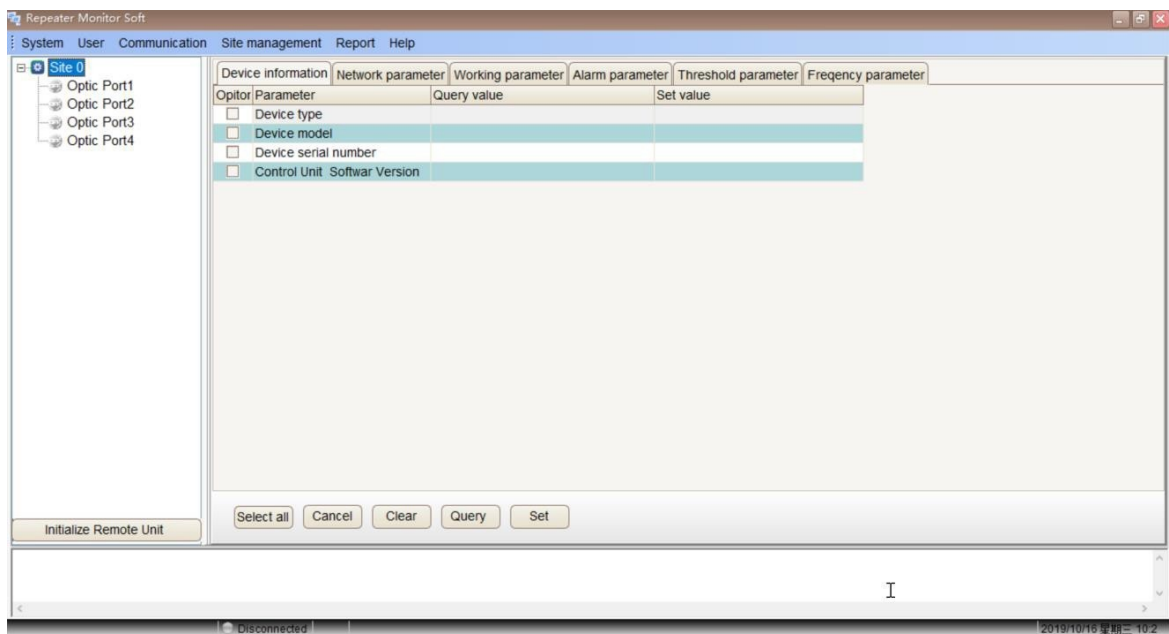 Repeater Monitor Soft
System User Communication Site management Report Help
Site 0
Optic Port1
Optic Port2
Optic Port3
Optic Port4
Initialize Remote Unit
Device information Network parameter Working parameter Alarm parameter Threshold parameter Freqency parameter
Opitor Parameter Query value Set value
Device type
Device model
Device serial number
Control Unit Softwar Version
Select all Cancel Clear Query Set
Disconnected 2019/10/16 星期三 10:2